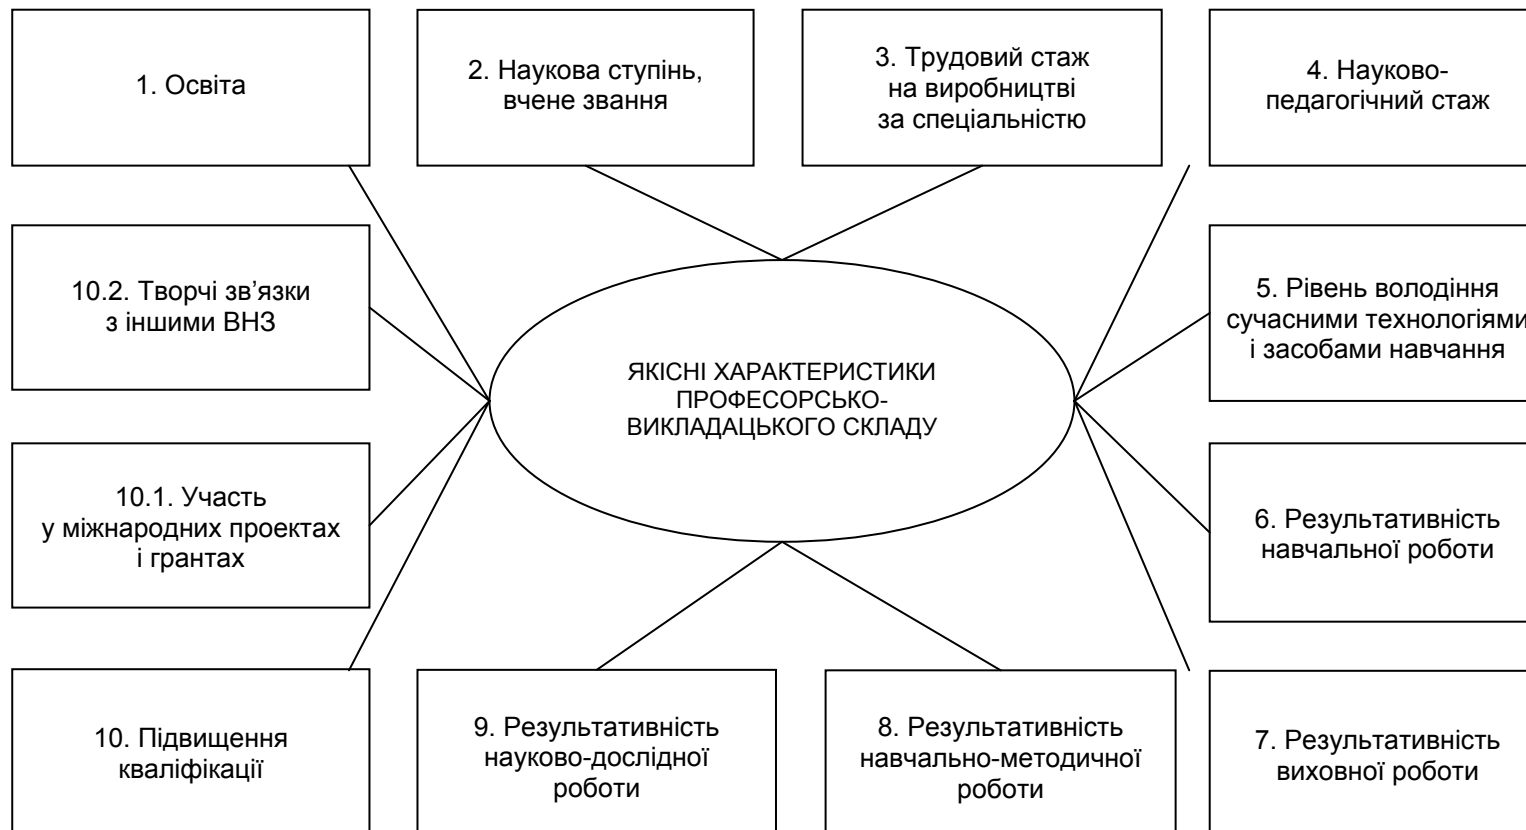 1. Освіта
2. Наукова ступінь,
вчене звання
3. Трудовий стаж
на виробництві
за спеціальністю
4. Науково-
педагогічний стаж
10.2. Творчі зв’язки
з іншими ВНЗ
5. Рівень володіння
сучасними технологіями
і засобами навчання
ЯКІСНІ ХАРАКТЕРИСТИКИ
ПРОФЕСОРСЬКО-
ВИКЛАДАЦЬКОГО СКЛАДУ
10.1. Участь
у міжнародних проектах
і грантах
6. Результативність
навчальної роботи
10. Підвищення
кваліфікації
9. Результативність
науково-дослідної
роботи
8. Результативність
навчально-методичної
роботи
7. Результативність
виховної роботи